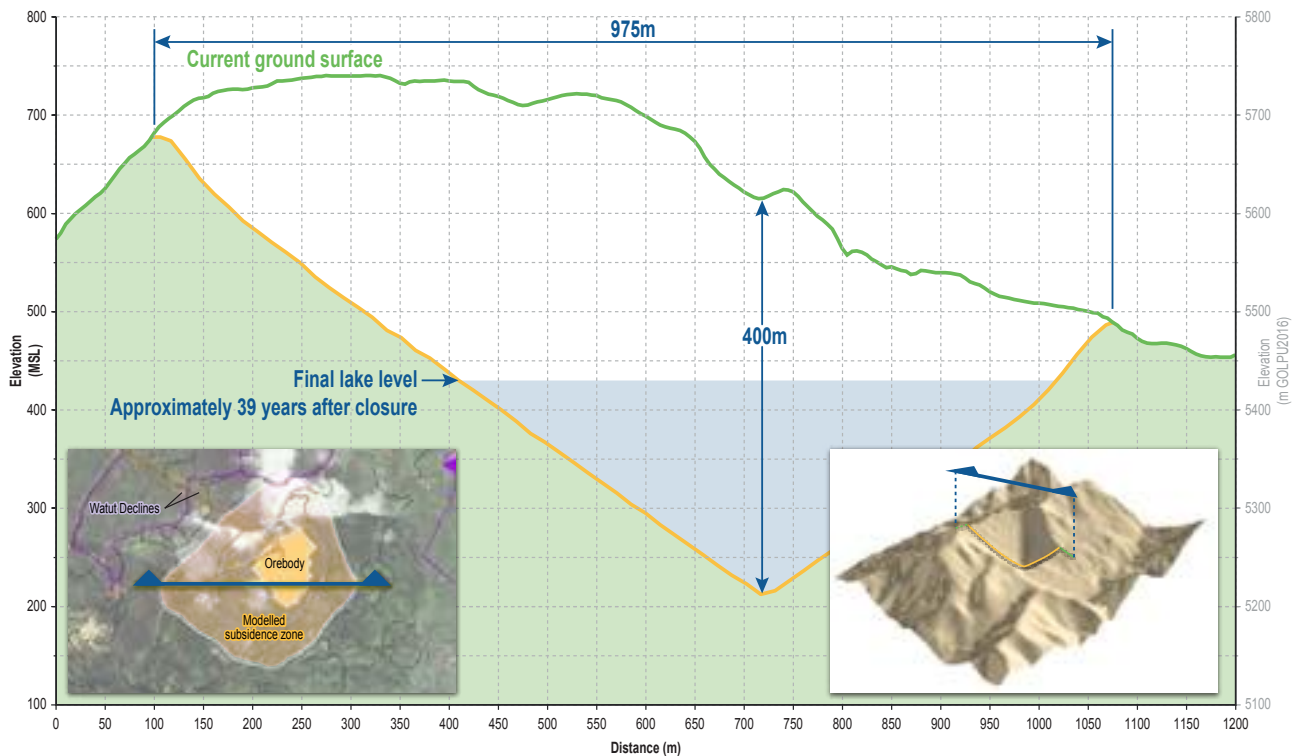 975m
Current ground surface
400m
Final lake level
Approximately 39 years after closure
Watut Declines
Orebody
Modelled
subsidence zone
Elevation
(MSL)
800
700
600
500
400
300
200
100
Elevation
(m GOLPU2016)
5800
5700
5600
5500
5400
5300
5200
5100
0 50 100 150 200 250 300 350 400 450 500 550 600 650 700 750 800 850 900 950 1000 1050 1100 1150 1200
Distance (m)